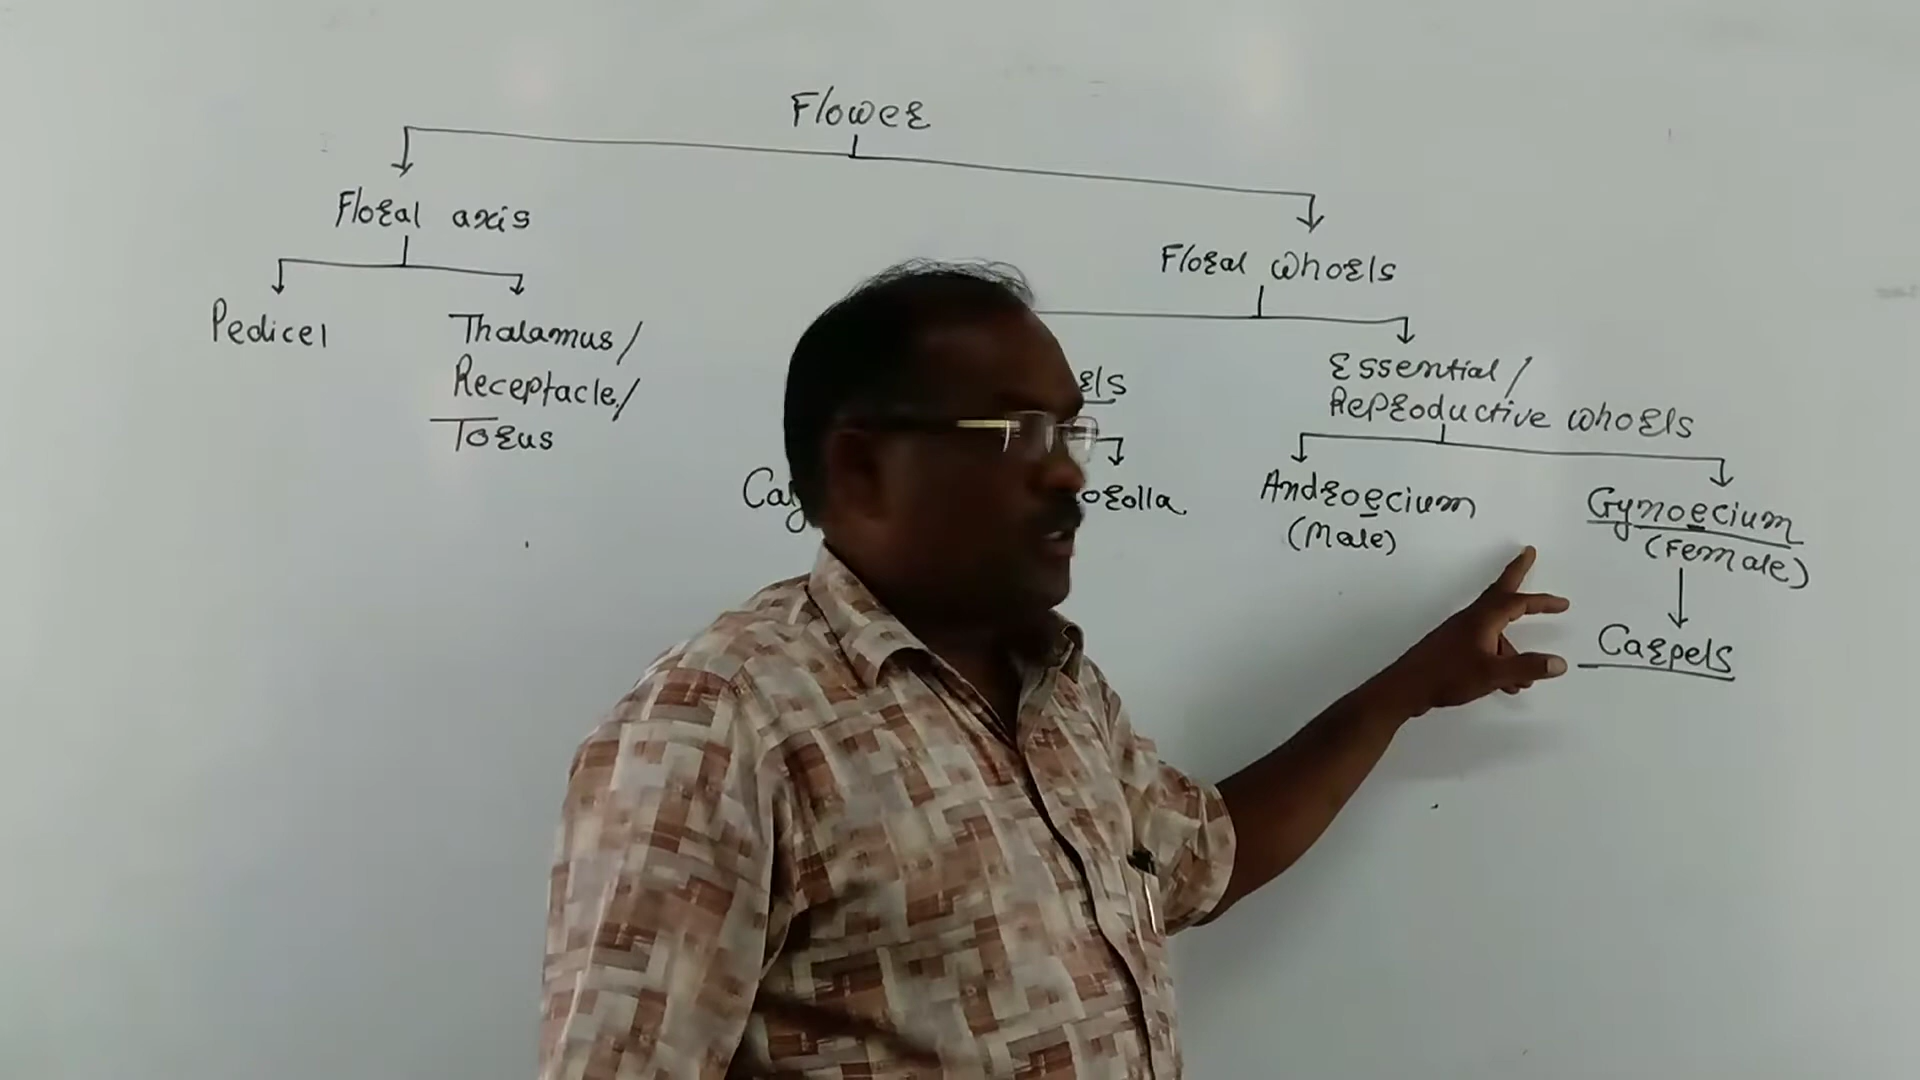 Flower
Floral axis
Floral whorls
Pedicel
Thalamus/
Receptacle/
Torus
Essential/
Reproductive whorls
Androecium
(Male)
Gynoecium
(Female)
Carpels